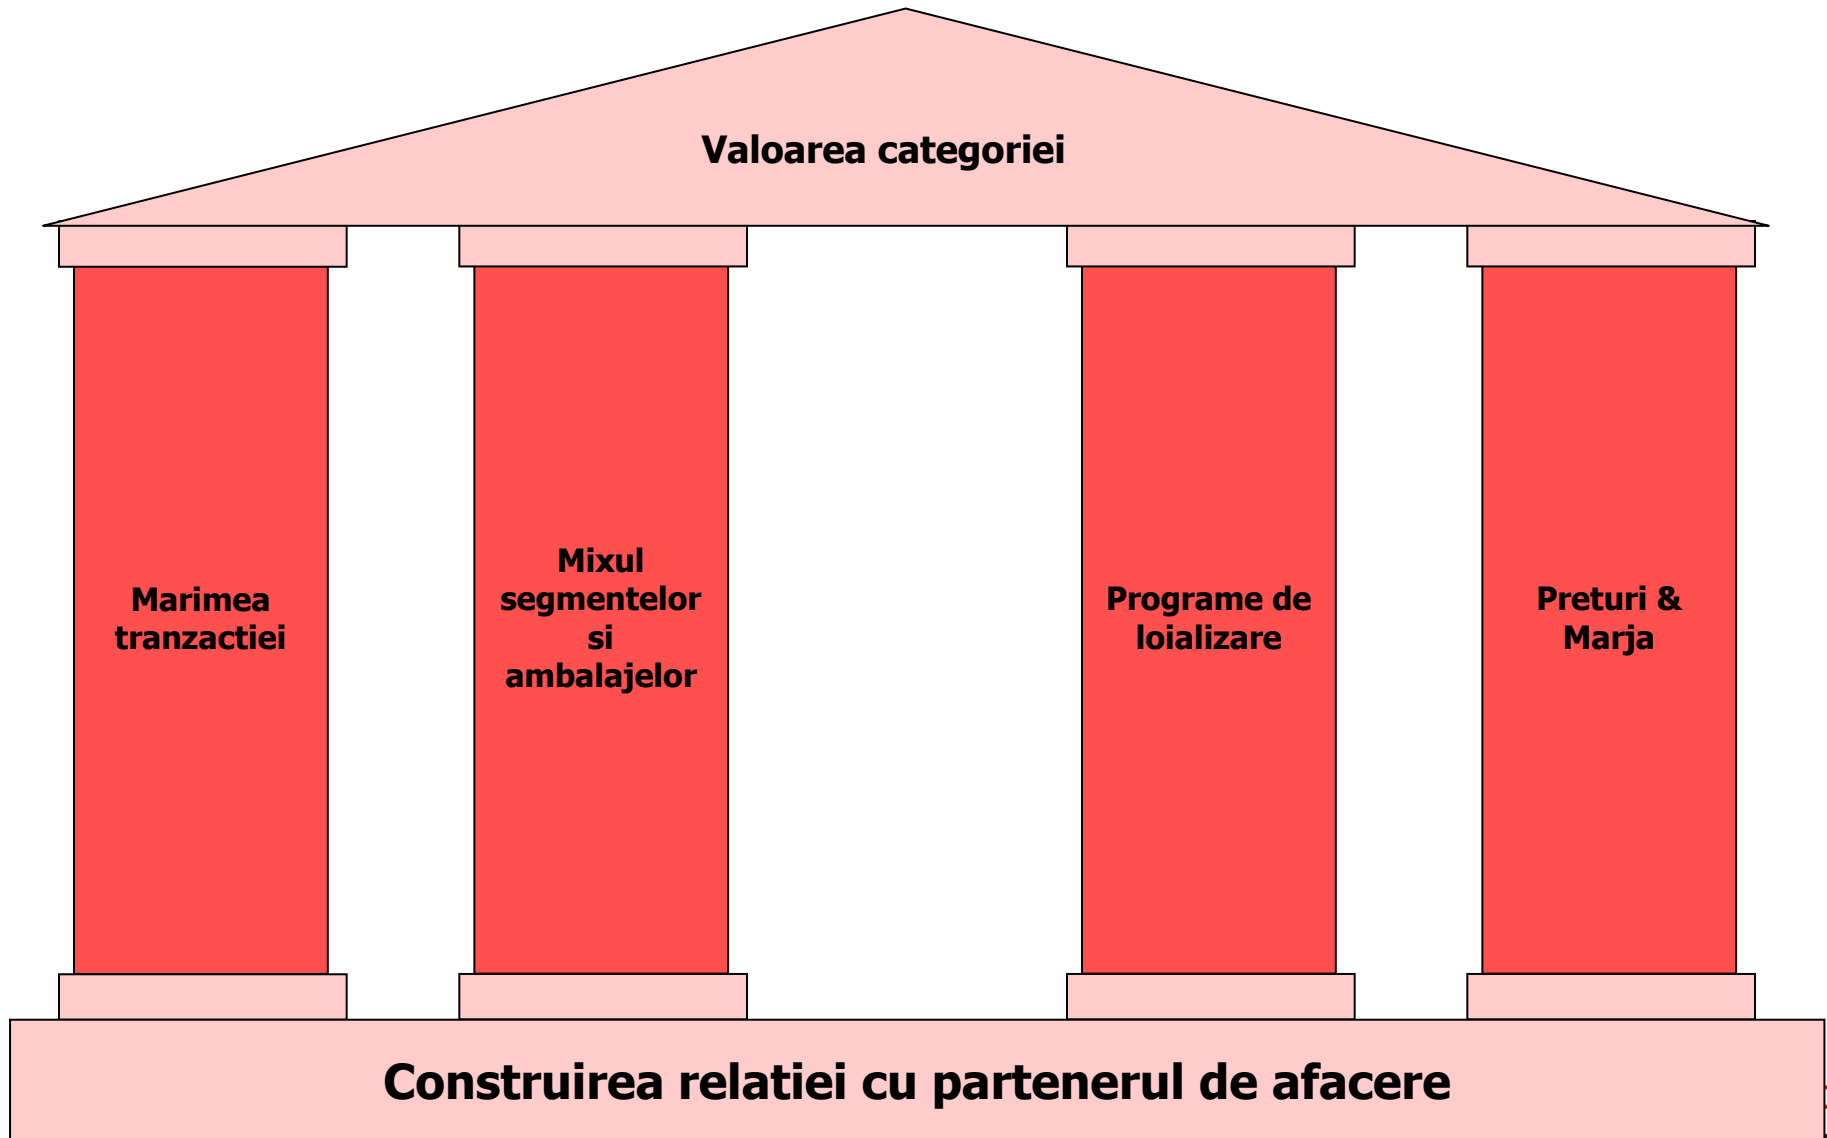 Valoarea categoriei
Marimea
tranzactiei
Mixul
segmentelor
si
ambalajelor
Programe de
loializare
Preturi &
Marja
Construirea relatiei cu partenerul de afacere